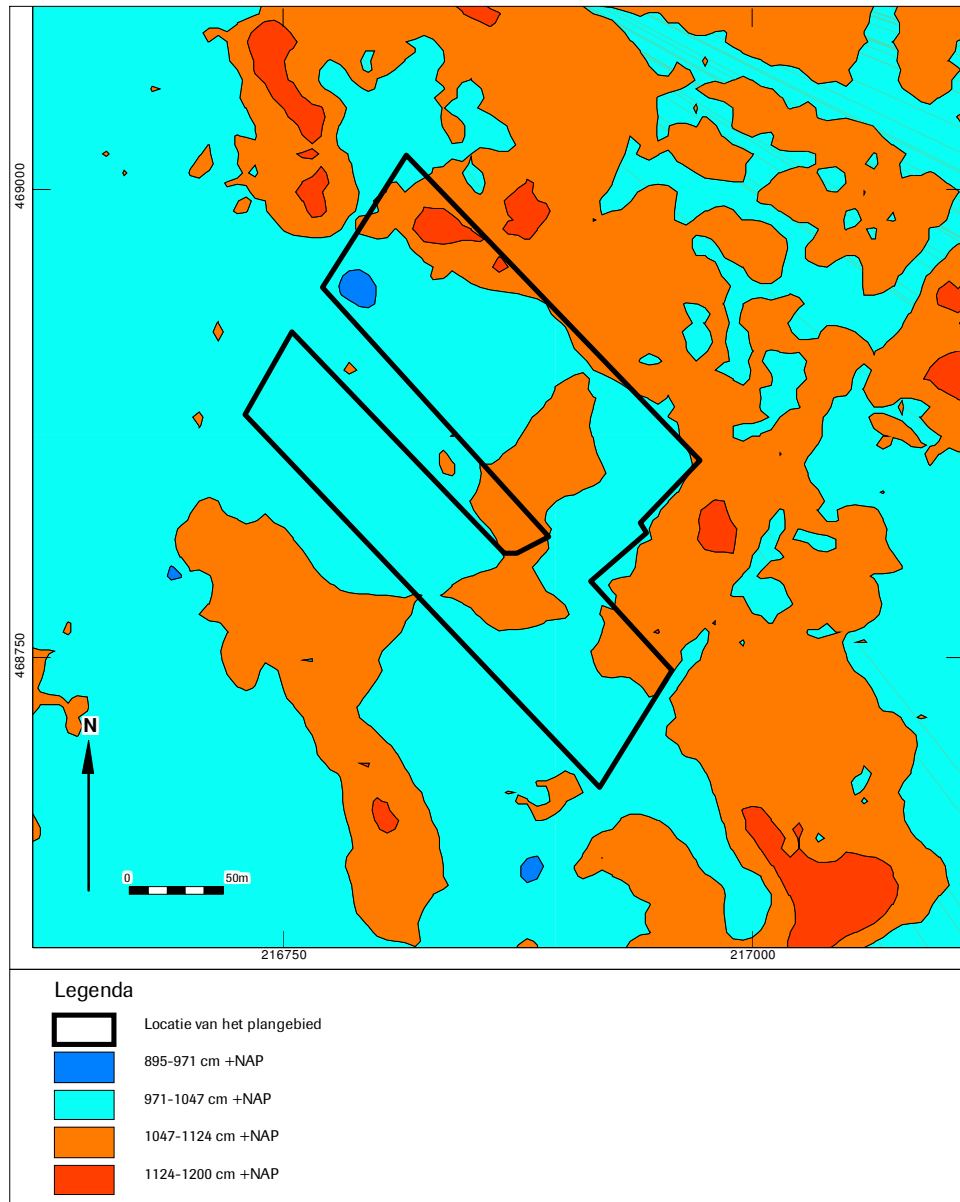 469000
468750
N
0
50m
216750
217000
Legenda
Locatie van het plangebied
895-971 cm +NAP
971-1047 cm +NAP
1047-1124 cm +NAP
1124-1200 cm +NAP